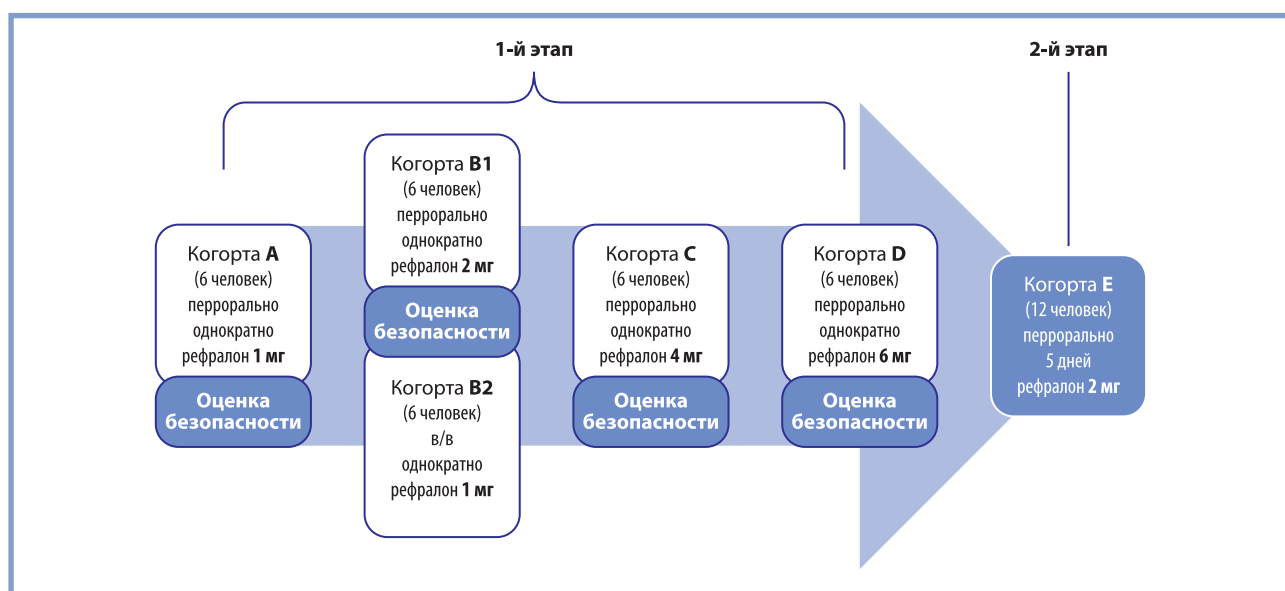 1-й этап
2-й этап
Когорта A
(6 человек)
перрорально
однократно
рефралон 1 мг
Оценка
безопасности
Когорта B1
(6 человек)
перрорально
однократно
рефралон 2 мг
Оценка
безопасности
Когорта B2
(6 человек)
в/в
однократно
рефралон 1 мг
Когорта C
(6 человек)
перрорально
однократно
рефралон 4 мг
Оценка
безопасности
Когорта D
(6 человек)
перрорально
однократно
рефралон 6 мг
Оценка
безопасности
Когорта E
(12 человек)
перрорально
5 дней
рефралон 2 мг